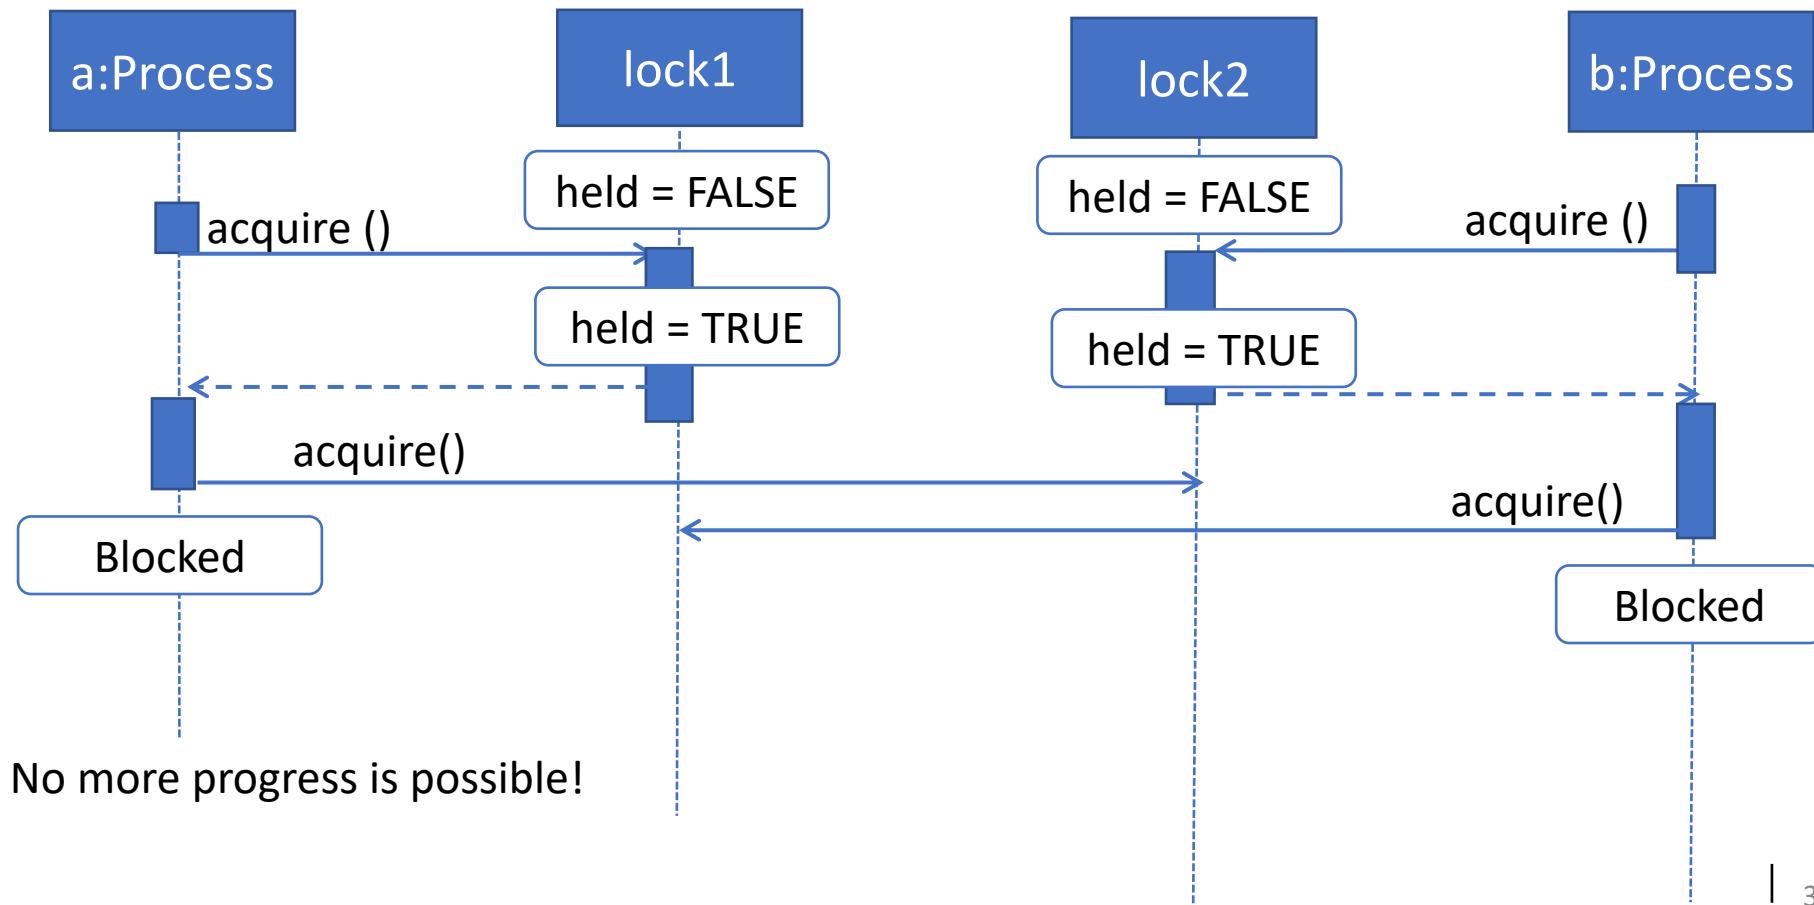 a:Process
lock1
lock2
b:Process
held = FALSE
held = FALSE
acquire ()
acquire ()
held = TRUE
held = TRUE
acquire()
acquire()
Blocked
Blocked
No more progress is possible!